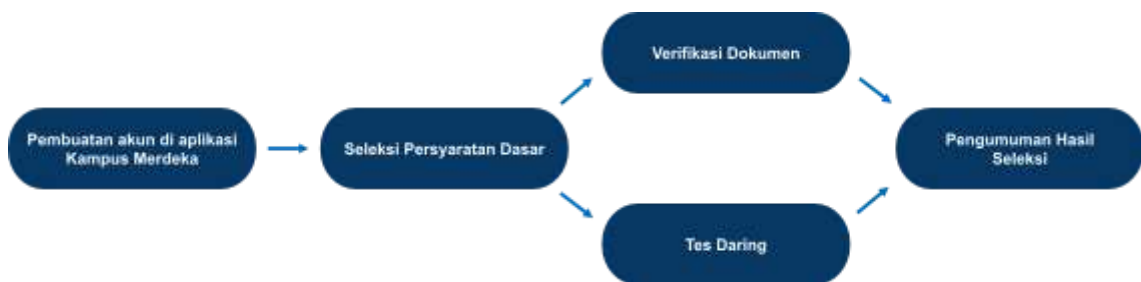 Pembuatan akun di aplikasi
Kampus Merdeka
Seleksi Persyaratan Dasar
Verifikasi Dokumen
Tes Daring
Pengumuman Hasil
Seleksi